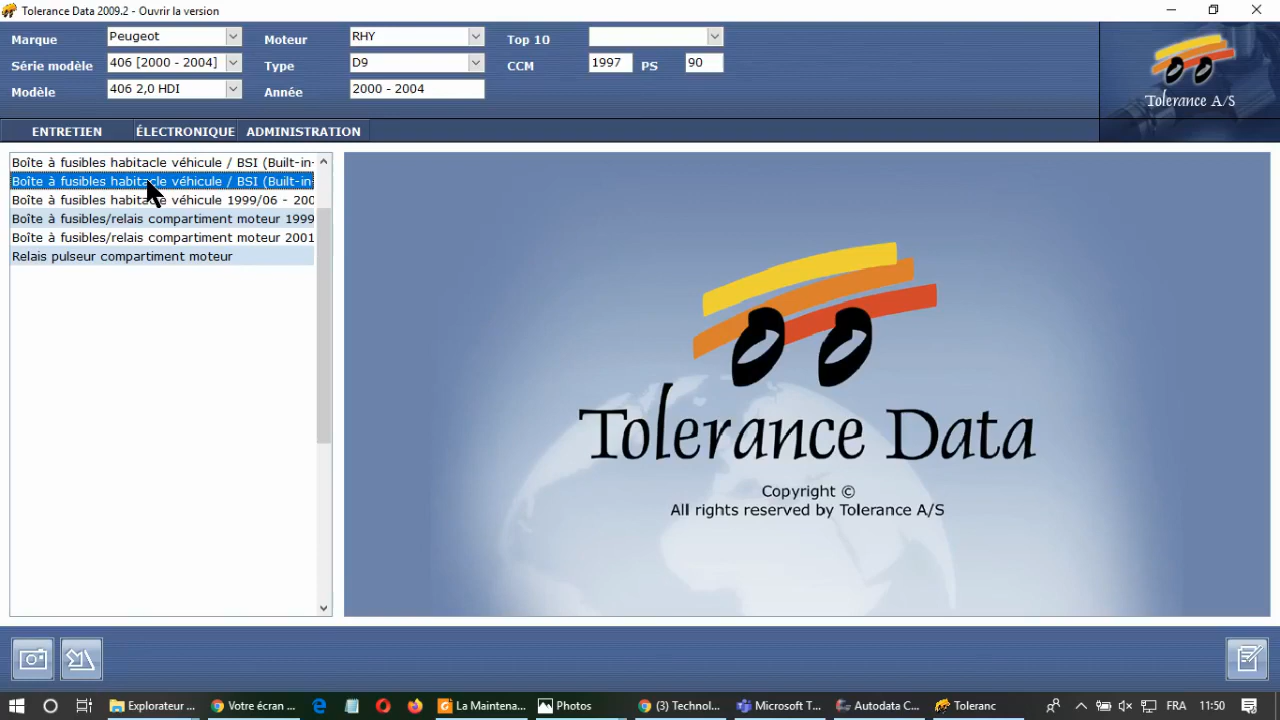 Tolerance Data 2009.2 - Ouvrir la version
Marque Peugeot Moteur RHY Top 10
Série modèle 406 [2000 - 2004] Type D9 CCM 1997 PS 90
Modèle 406 2,0 HDI Année 2000 - 2004
Tolerance A/S
ENTRETIEN ÉLECTRONIQUE ADMINISTRATION
Boîte à fusibles habitacle véhicule / BSI (Built-in-
Boîte à fusibles habitacle véhicule / BSI (Built-in
Boîte à fusibles habitacle véhicule 1999/06 - 200
Boîte à fusibles/relais compartiment moteur 1999
Boîte à fusibles/relais compartiment moteur 2001
Relais pulseur compartiment moteur
Tolerance Data
Copyright ©
All rights reserved by Tolerance A/S
Explorateur ... Votre écran ... La Maintena... Photos (3) Technol... Microsoft T... Autodata C... Toleranc FRA 11:50